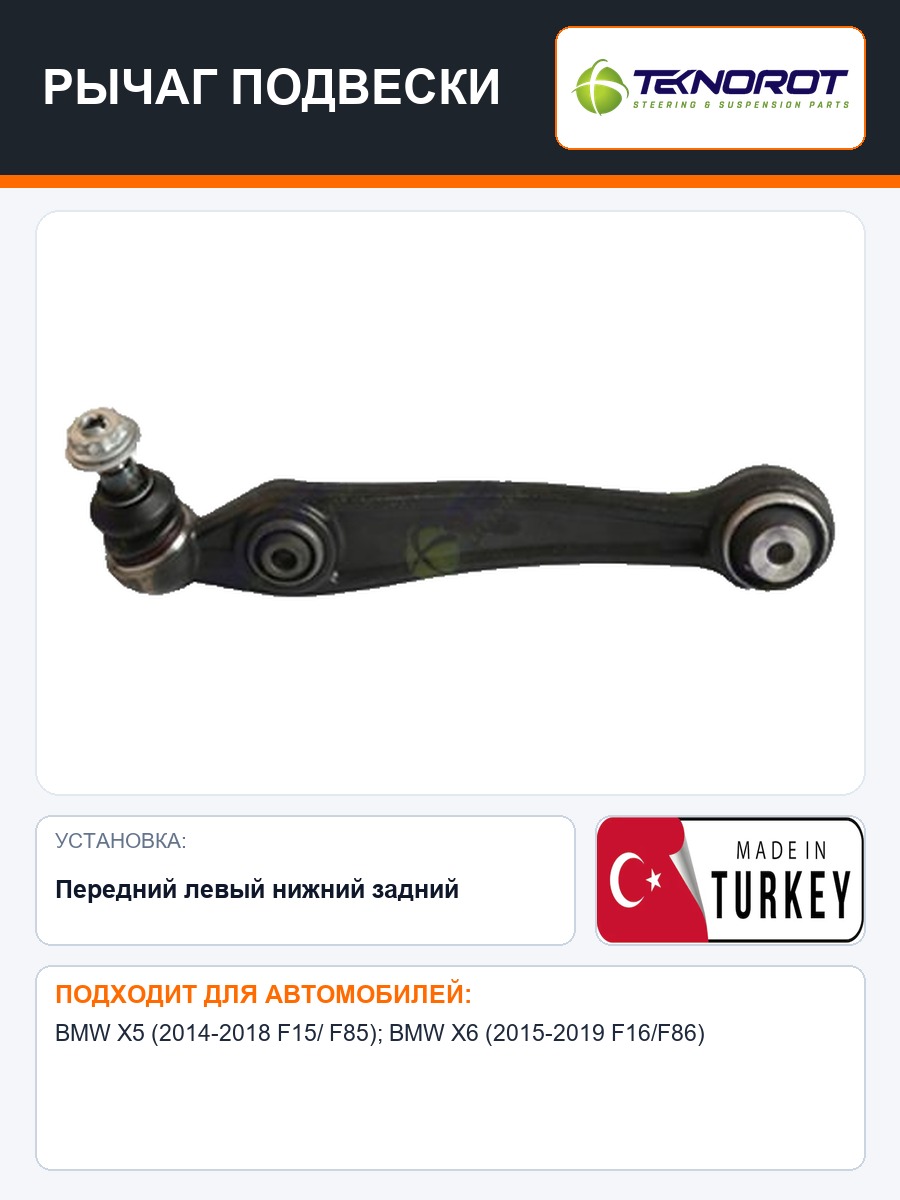 РЫЧАГ ПОДВЕСКИ
TEKNOROT
STEERING & SUSPENSION PARTS
УСТАНОВКА:
Передний левый нижний задний
MADE IN
TURKEY
ПОДХОДИТ ДЛЯ АВТОМОБИЛЕЙ:
BMW X5 (2014-2018 F15/ F85); BMW X6 (2015-2019 F16/F86)